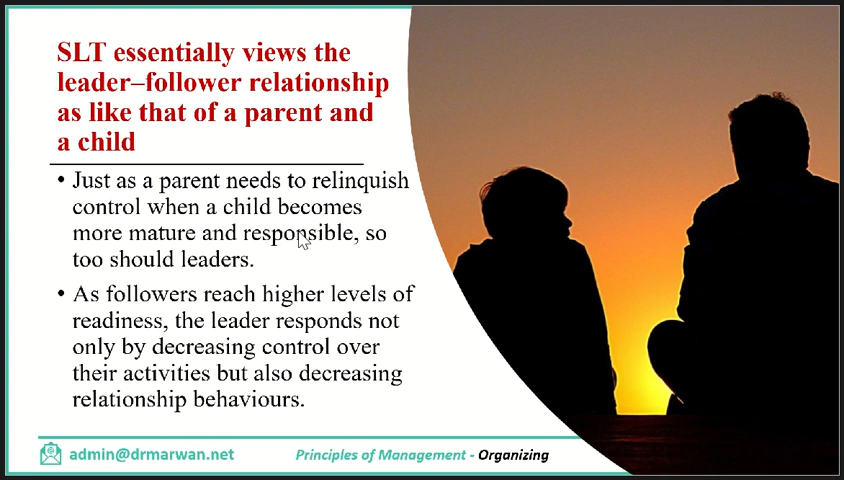 SLT essentially views the
leader–follower relationship
as like that of a parent and
a child
• Just as a parent needs to relinquish
control when a child becomes
more mature and responsible, so
too should leaders.
• As followers reach higher levels of
readiness, the leader responds not
only by decreasing control over
their activities but also decreasing
relationship behaviours.
admin@drmarwan.net
Principles of Management - Organizing